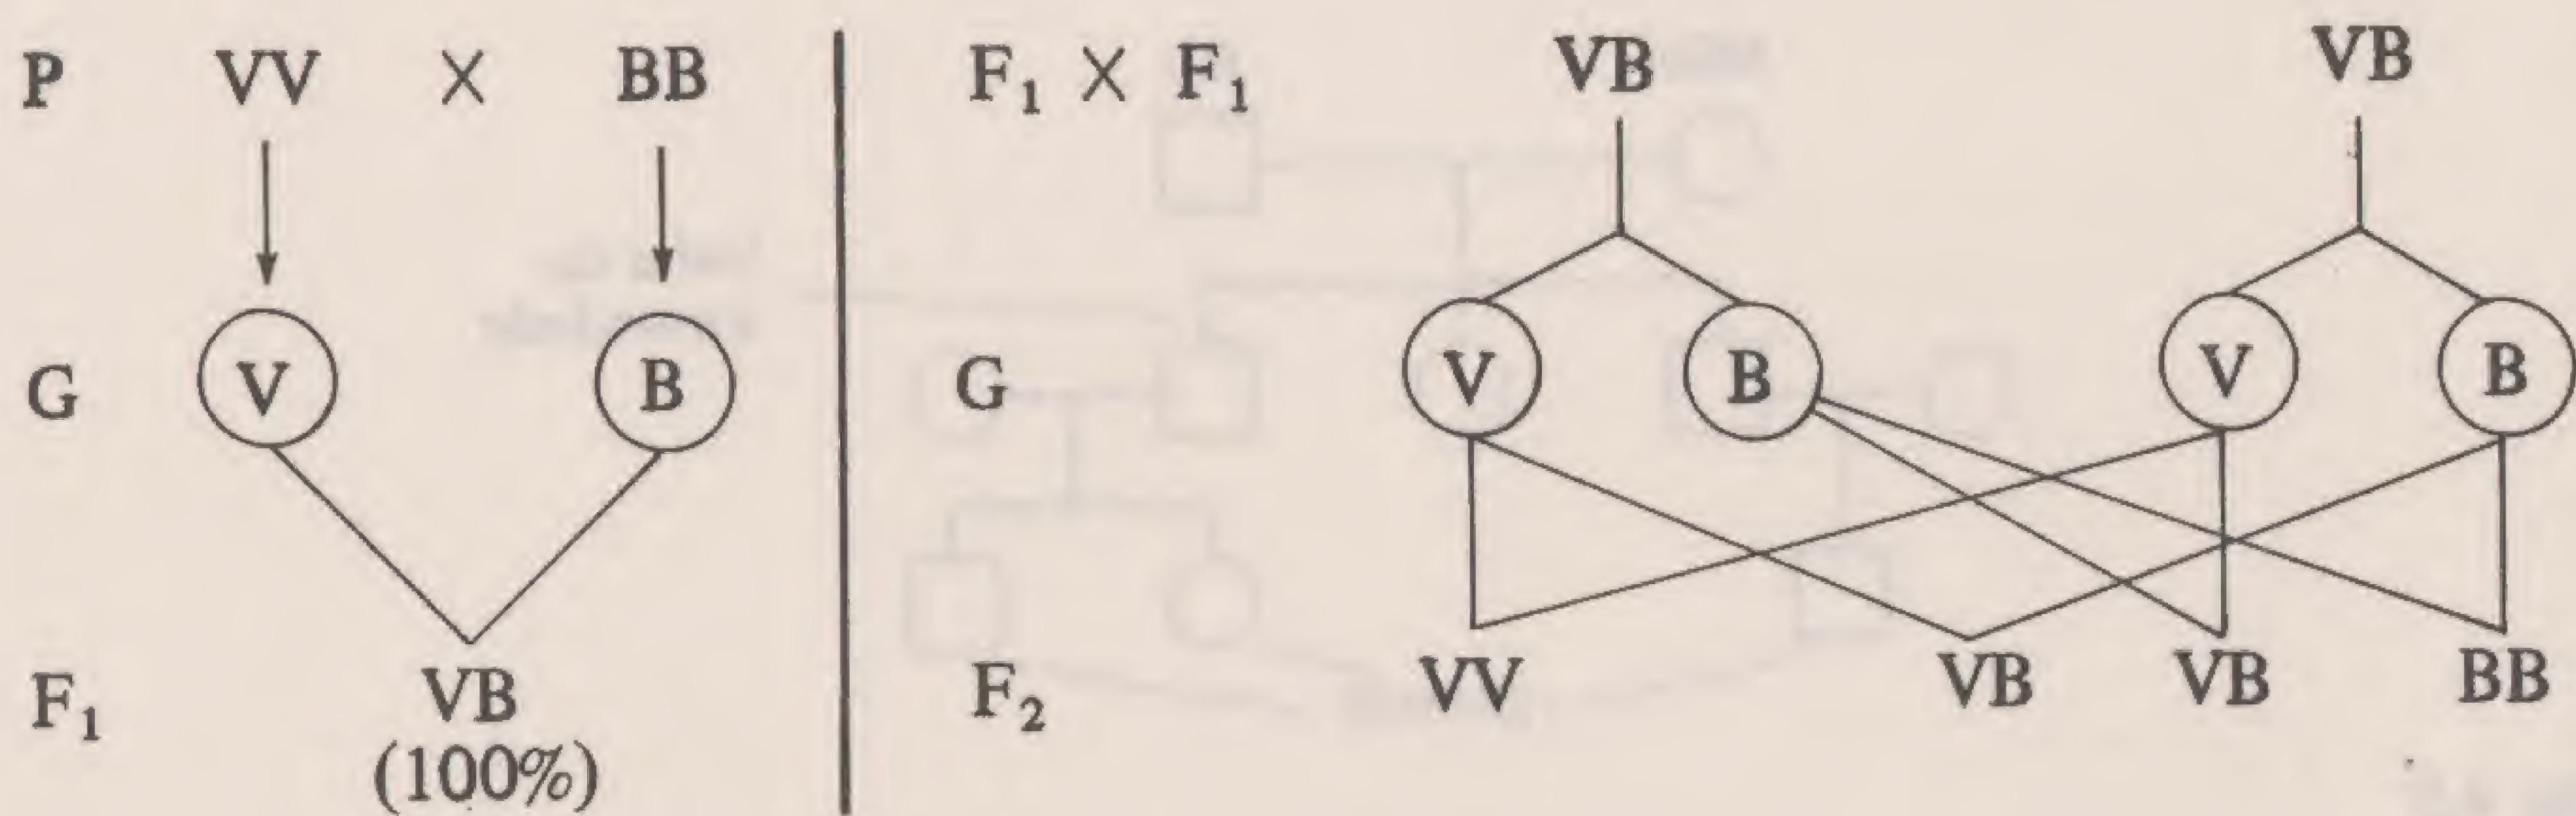 P VV X BB
G V B
F₁ VB
(100%)
F₁ X F₁ VB VB
G V B V B
F₂ VV VB VB BB